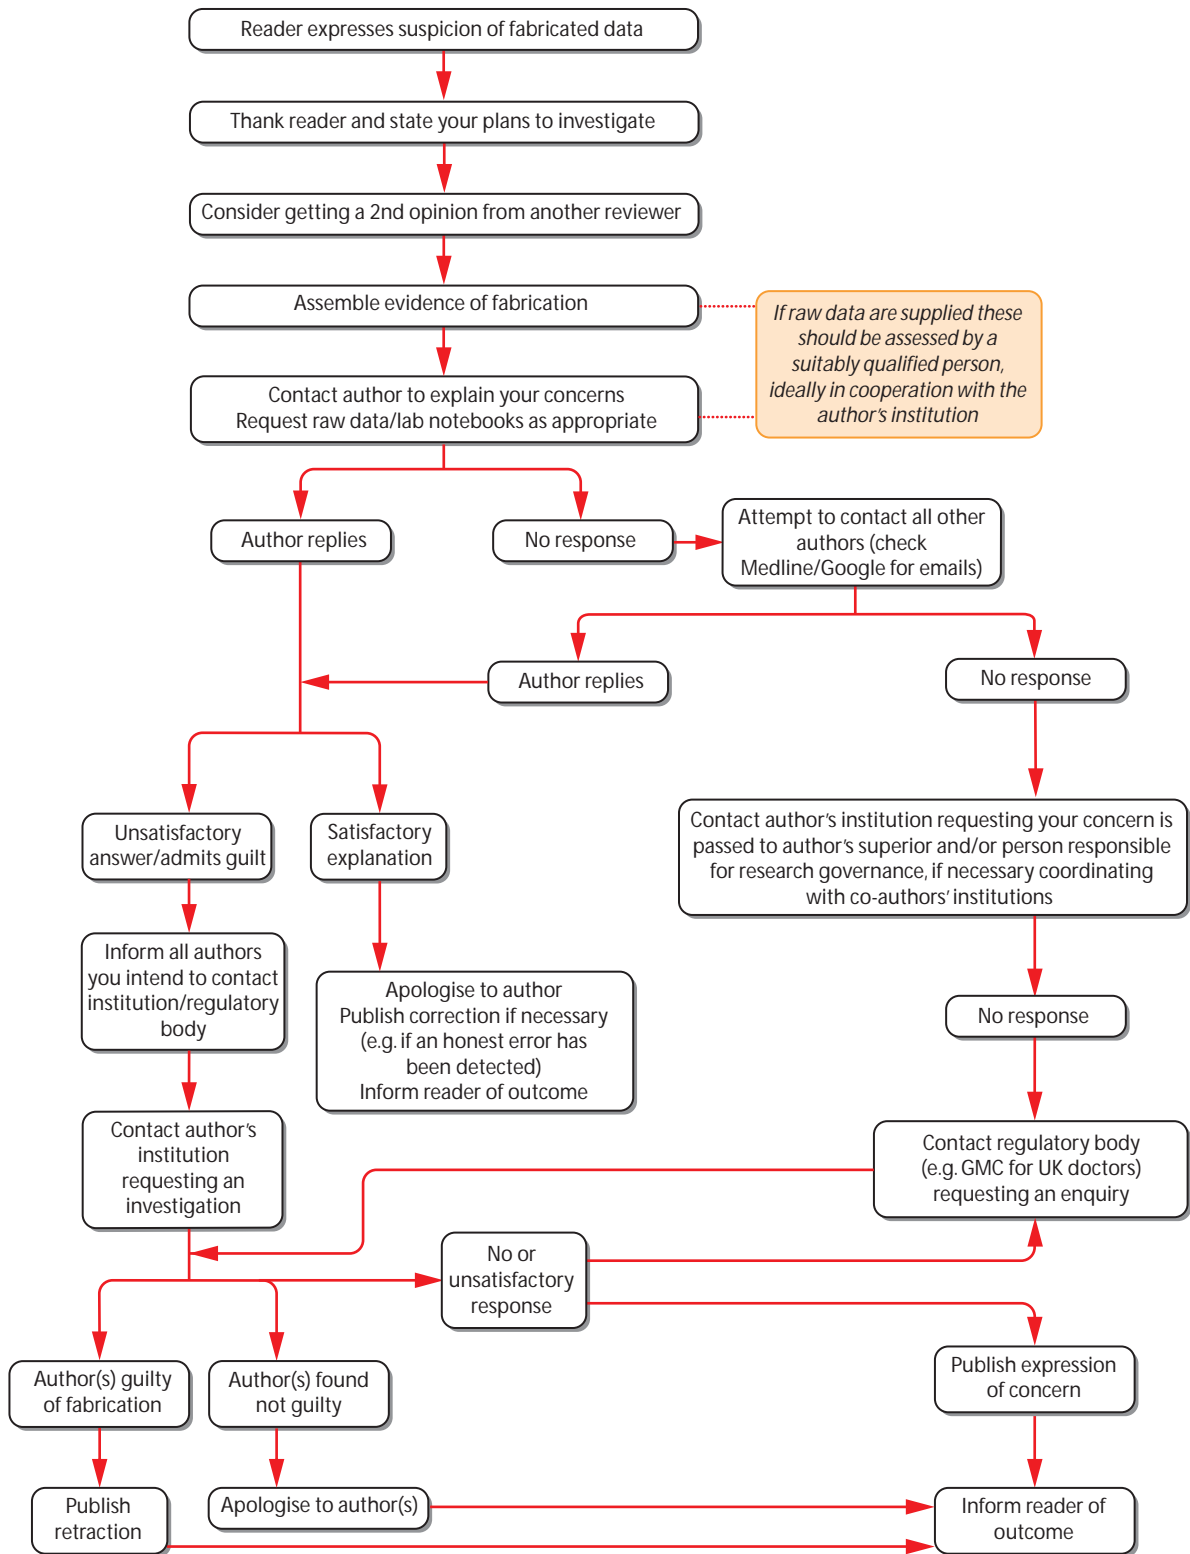 Reader expresses suspicion of fabricated data
Thank reader and state your plans to investigate
Consider getting a 2nd opinion from another reviewer
Assemble evidence of fabrication
If raw data are supplied these
should be assessed by a
suitably qualified person,
ideally in cooperation with the
author's institution
Contact author to explain your concerns
Request raw data/lab notebooks as appropriate
Author replies
No response
Attempt to contact all other
authors (check
Medline/Google for emails)
Author replies
No response
Unsatisfactory
answer/admits guilt
Satisfactory
explanation
Contact author's institution requesting your concern is
passed to author's superior and/or person responsible
for research governance, if necessary coordinating
with co-authors' institutions
Inform all authors
you intend to contact
institution/regulatory
body
Apologise to author
Publish correction if necessary
(e.g. if an honest error has
been detected)
Inform reader of outcome
No response
Contact author's
institution
requesting an
investigation
Contact regulatory body
(e.g. GMC for UK doctors)
requesting an enquiry
No or
unsatisfactory
response
Author(s) guilty
of fabrication
Author(s) found
not guilty
Publish expression
of concern
Publish
retraction
Apologise to author(s)
Inform reader of
outcome